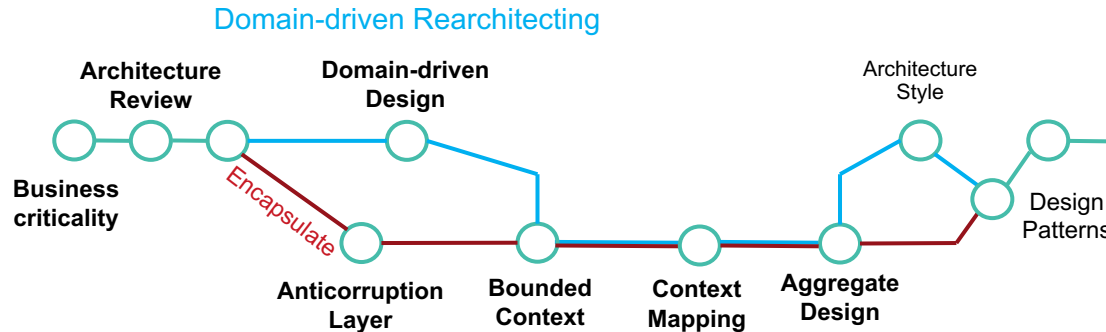 Domain-driven Rearchitecting
Architecture
Review
Domain-driven
Design
Architecture
Style
Business
criticality
Encapsulate
Design
Patterns
Anticorruption
Layer
Bounded
Context
Context
Mapping
Aggregate
Design